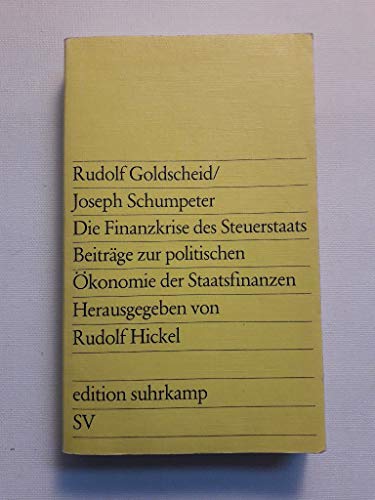 Rudolf Goldscheid/
Joseph Schumpeter
Die Finanzkrise des Steuerstaats
Beiträge zur politischen
Ökonomie der Staatsfinanzen
Herausgegeben von
Rudolf Hickel
edition suhrkamp
SV